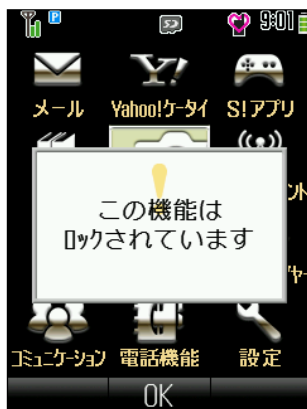 9:01
メール Yahoo!ケータイ S!アプリ
この機能は
ロックされています
コミュニケーション 電話機能 設定
OK